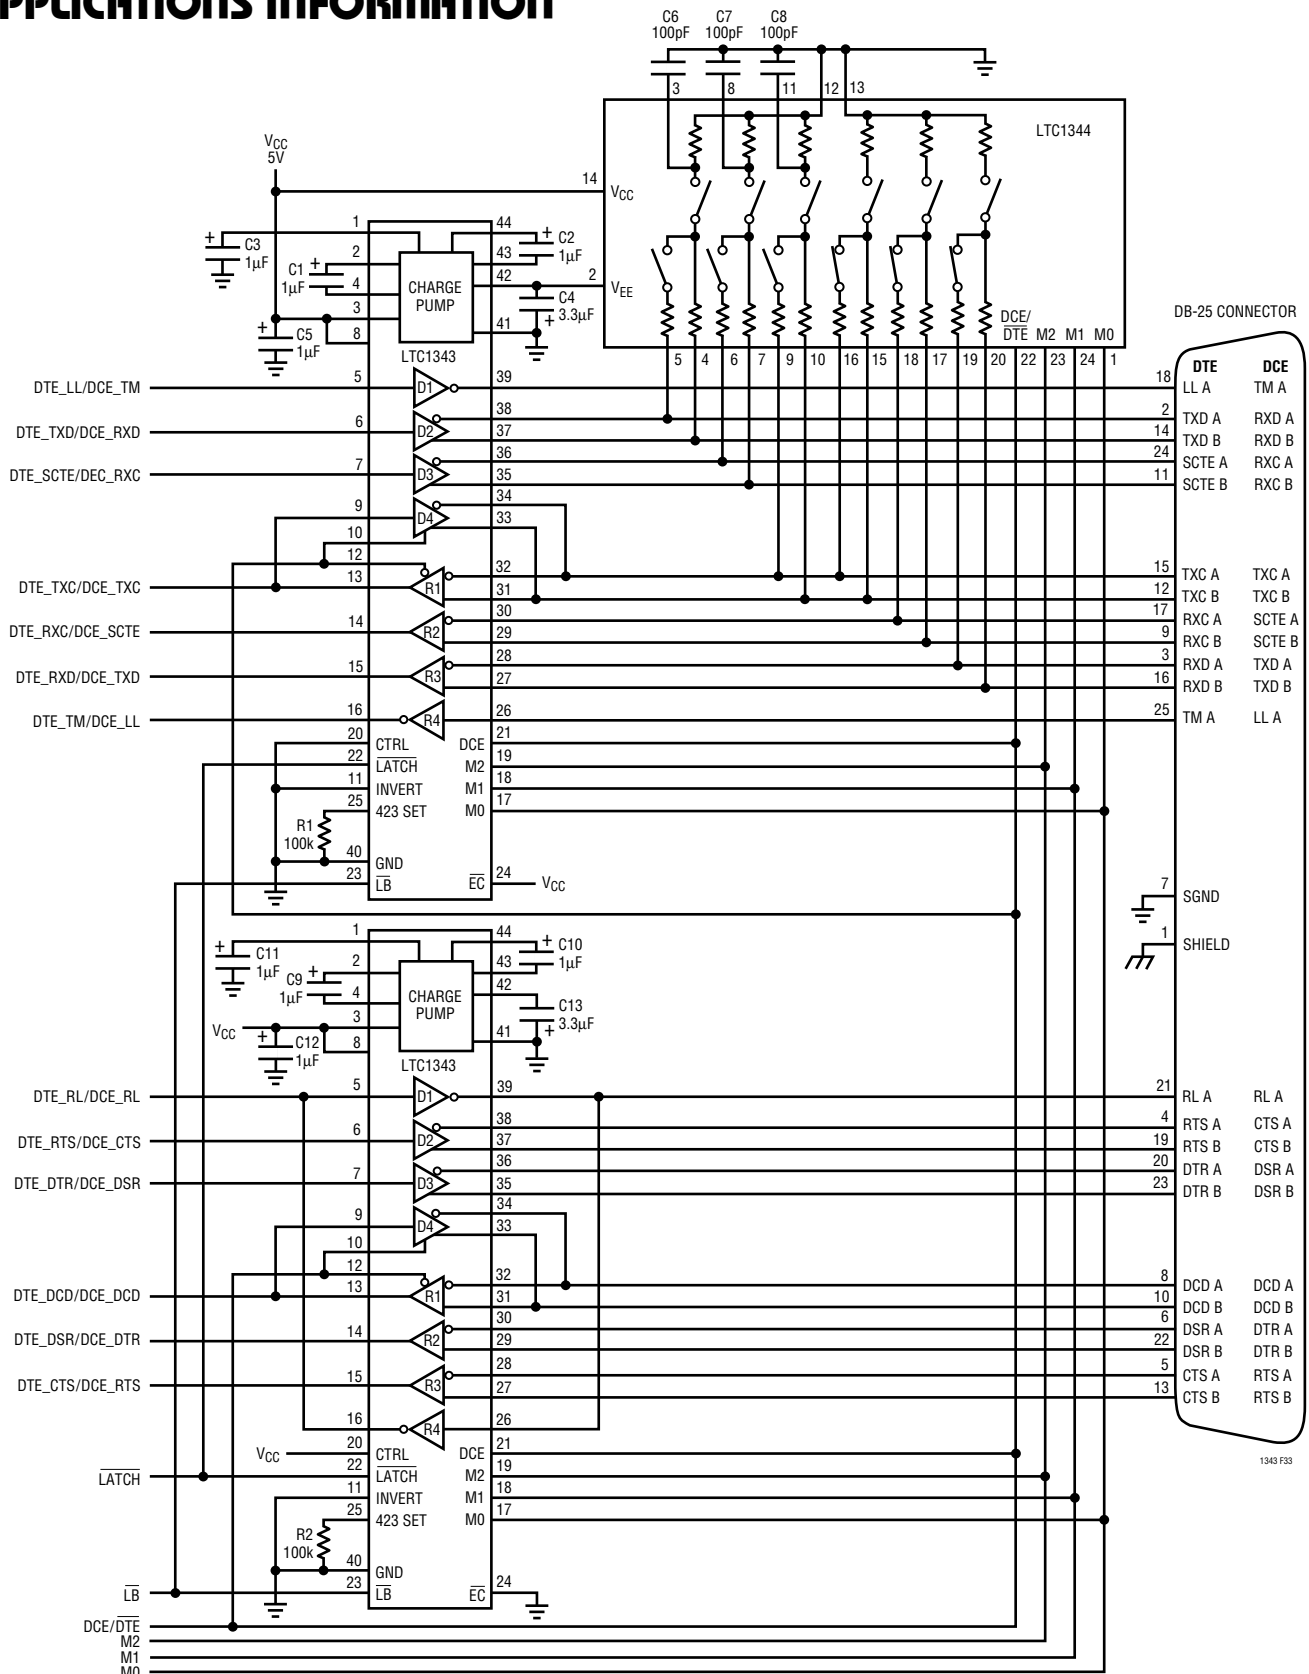 APPLICATIONS INFORMATION
C6
100pF
C7
100pF
C8
100pF
3
8
11
12
13
LTC1344
VCC
5V
14
VCC
1
44
C3
1µF
C2
1µF
2
43
C1
1µF
42
2
VEE
4
CHARGE
PUMP
C4
3.3µF
3
41
C5
1µF
8
LTC1343
DCE/
DTE
M2
M1
M0
5
4
6
7
9
10
16
15
18
17
19
20
22
23
24
1
DB-25 CONNECTOR
DTE
DCE
DTE_LL/DCE_TM
5
D1
39
18
LL A
TM A
DTE_TXD/DCE_RXD
6
D2
38
37
2
TXD A
RXD A
14
TXD B
RXD B
DTE_SCTE/DEC_RXC
7
D3
36
35
24
SCTE A
RXC A
11
SCTE B
RXC B
9
D4
34
33
10
12
DTE_TXC/DCE_TXC
13
R1
32
31
15
TXC A
TXC A
12
TXC B
TXC B
DTE_RXC/DCE_SCTE
14
R2
30
29
17
RXC A
SCTE A
9
RXC B
SCTE B
DTE_RXD/DCE_TXD
15
R3
28
27
3
RXD A
TXD A
16
RXD B
TXD B
DTE_TM/DCE_LL
16
R4
26
25
TM A
LL A
20
CTRL
DCE
21
22
LATCH
M2
19
11
INVERT
M1
18
25
423 SET
M0
17
R1
100k
40
GND
23
LB
EC
24
VCC
7
SGND
1
SHIELD
1
44
C11
1µF
C10
1µF
2
43
C9
1µF
42
4
CHARGE
PUMP
C13
3.3µF
VCC
3
41
C12
1µF
8
LTC1343
DTE_RL/DCE_RL
5
D1
39
21
RL A
RL A
DTE_RTS/DCE_CTS
6
D2
38
37
4
RTS A
CTS A
19
RTS B
CTS B
DTE_DTR/DCE_DSR
7
D3
36
35
20
DTR A
DSR A
23
DTR B
DSR B
9
D4
34
33
10
12
DTE_DCD/DCE_DCD
13
R1
32
31
8
DCD A
DCD A
10
DCD B
DCD B
DTE_DSR/DCE_DTR
14
R2
30
29
6
DSR A
DTR A
22
DSR B
DTR B
DTE_CTS/DCE_RTS
15
R3
28
27
5
CTS A
RTS A
13
CTS B
RTS B
16
R4
26
VCC
20
CTRL
DCE
21
LATCH
22
LATCH
M2
19
11
INVERT
M1
18
25
423 SET
M0
17
R2
100k
40
GND
LB
23
LB
EC
24
1343 F33
DCE/DTE
M2
M1
M0